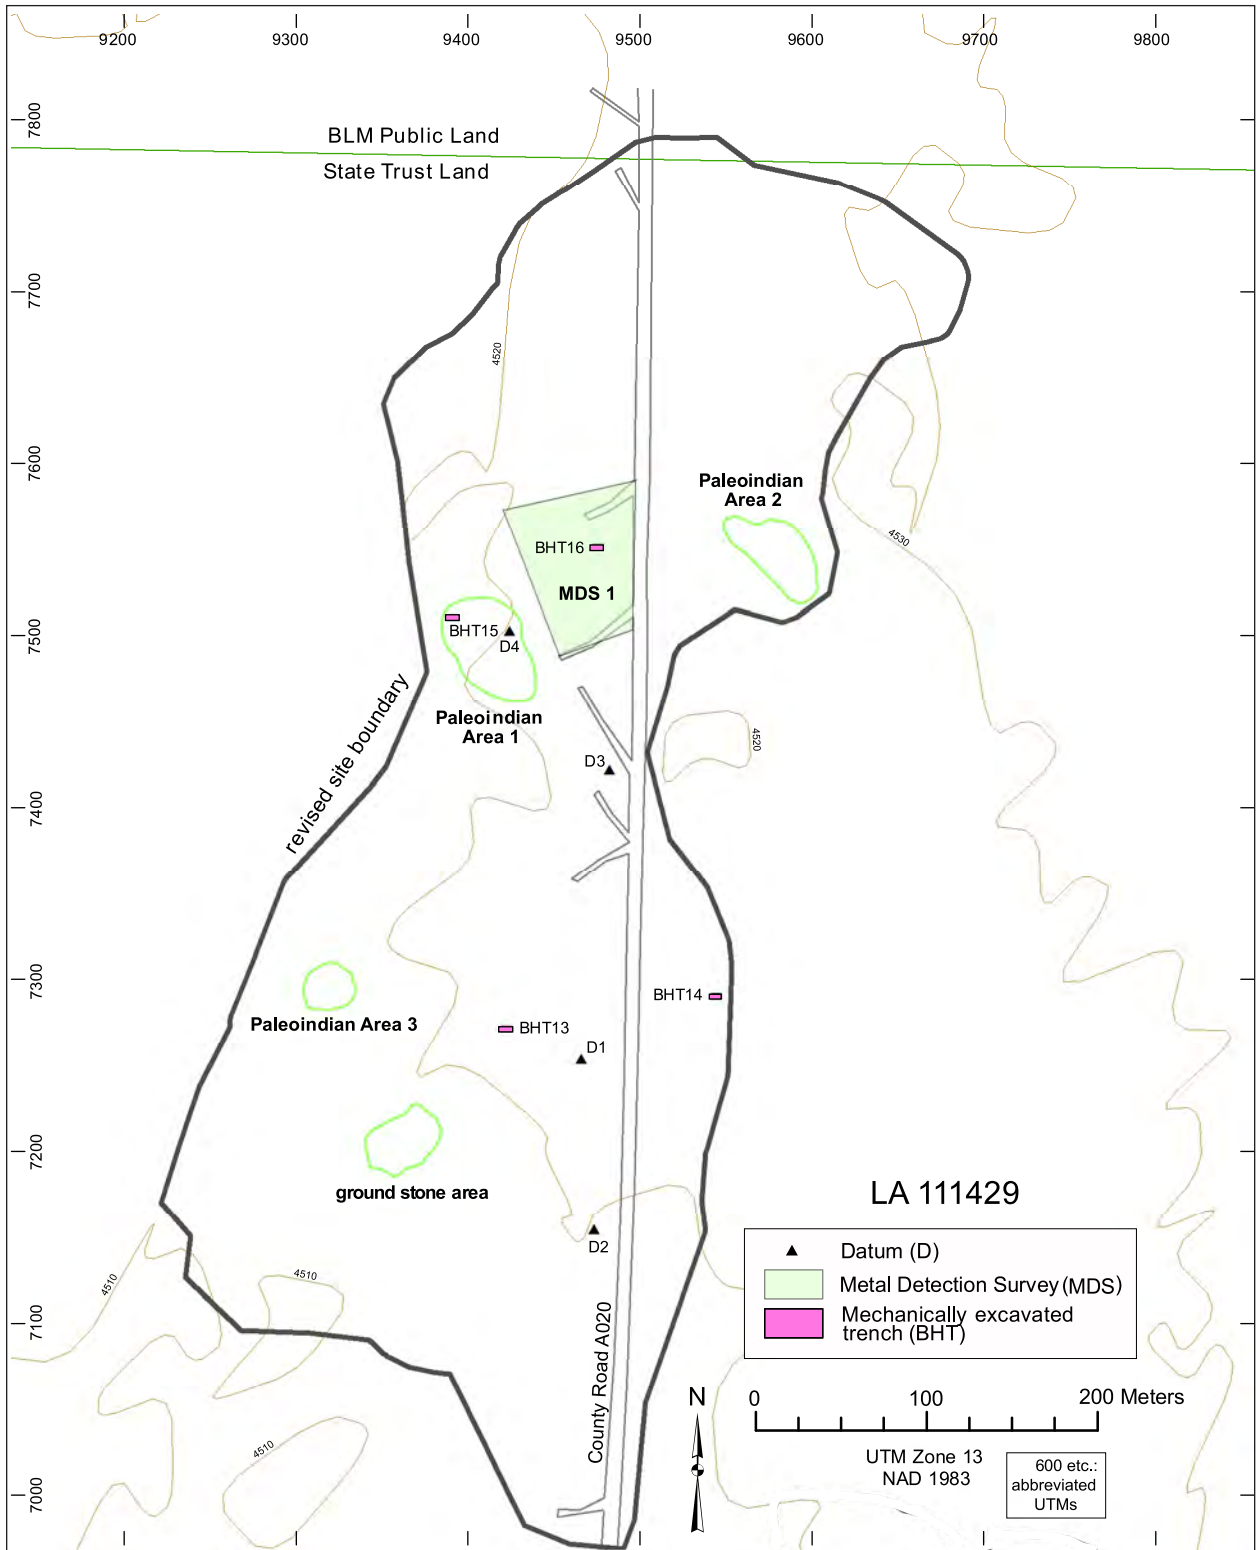 9200 9300 9400 9500 9600 9700 9800
7800
BLM Public Land
State Trust Land
7700
4520
7600
Paleoindian
Area 2
4530
BHT16
MDS 1
7500
BHT15
D4
Paleoindian
Area 1
revised site boundary
4520
D3
7400
7300
BHT14
Paleoindian Area 3
BHT13
D1
7200
ground stone area
D2
4510
4510
7100
County Road A020
4510
7000
LA 111429
Datum (D)
Metal Detection Survey (MDS)
Mechanically excavated
trench (BHT)
N
0 100 200 Meters
UTM Zone 13
NAD 1983
600 etc.:
abbreviated
UTMs